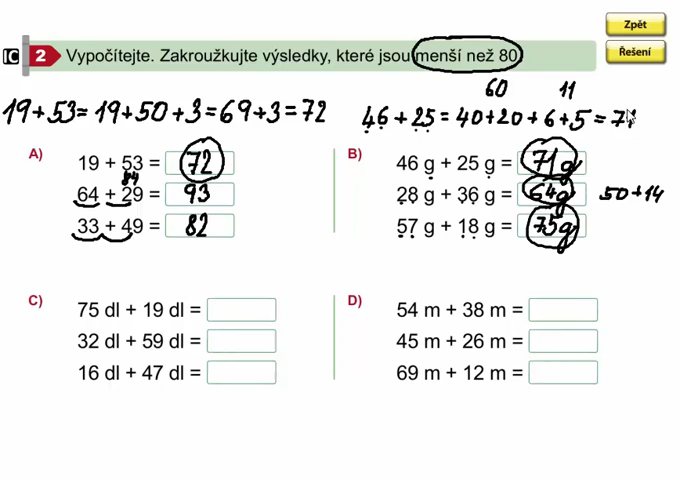 Zpět
Řešení
2 Vypočítejte. Zakroužkujte výsledky, které jsou menší než 80.
60 11
19+53=19+50+3=69+3=72
46+25=40+20+6+5=71
A)
19 + 53 = 72
84
64 + 29 = 93
33 + 49 = 82
B)
46 g + 25 g = 71g
28 g + 36 g = 64g 50+14
57 g + 18 g = 75g
C)
75 dl + 19 dl =
32 dl + 59 dl =
16 dl + 47 dl =
D)
54 m + 38 m =
45 m + 26 m =
69 m + 12 m =